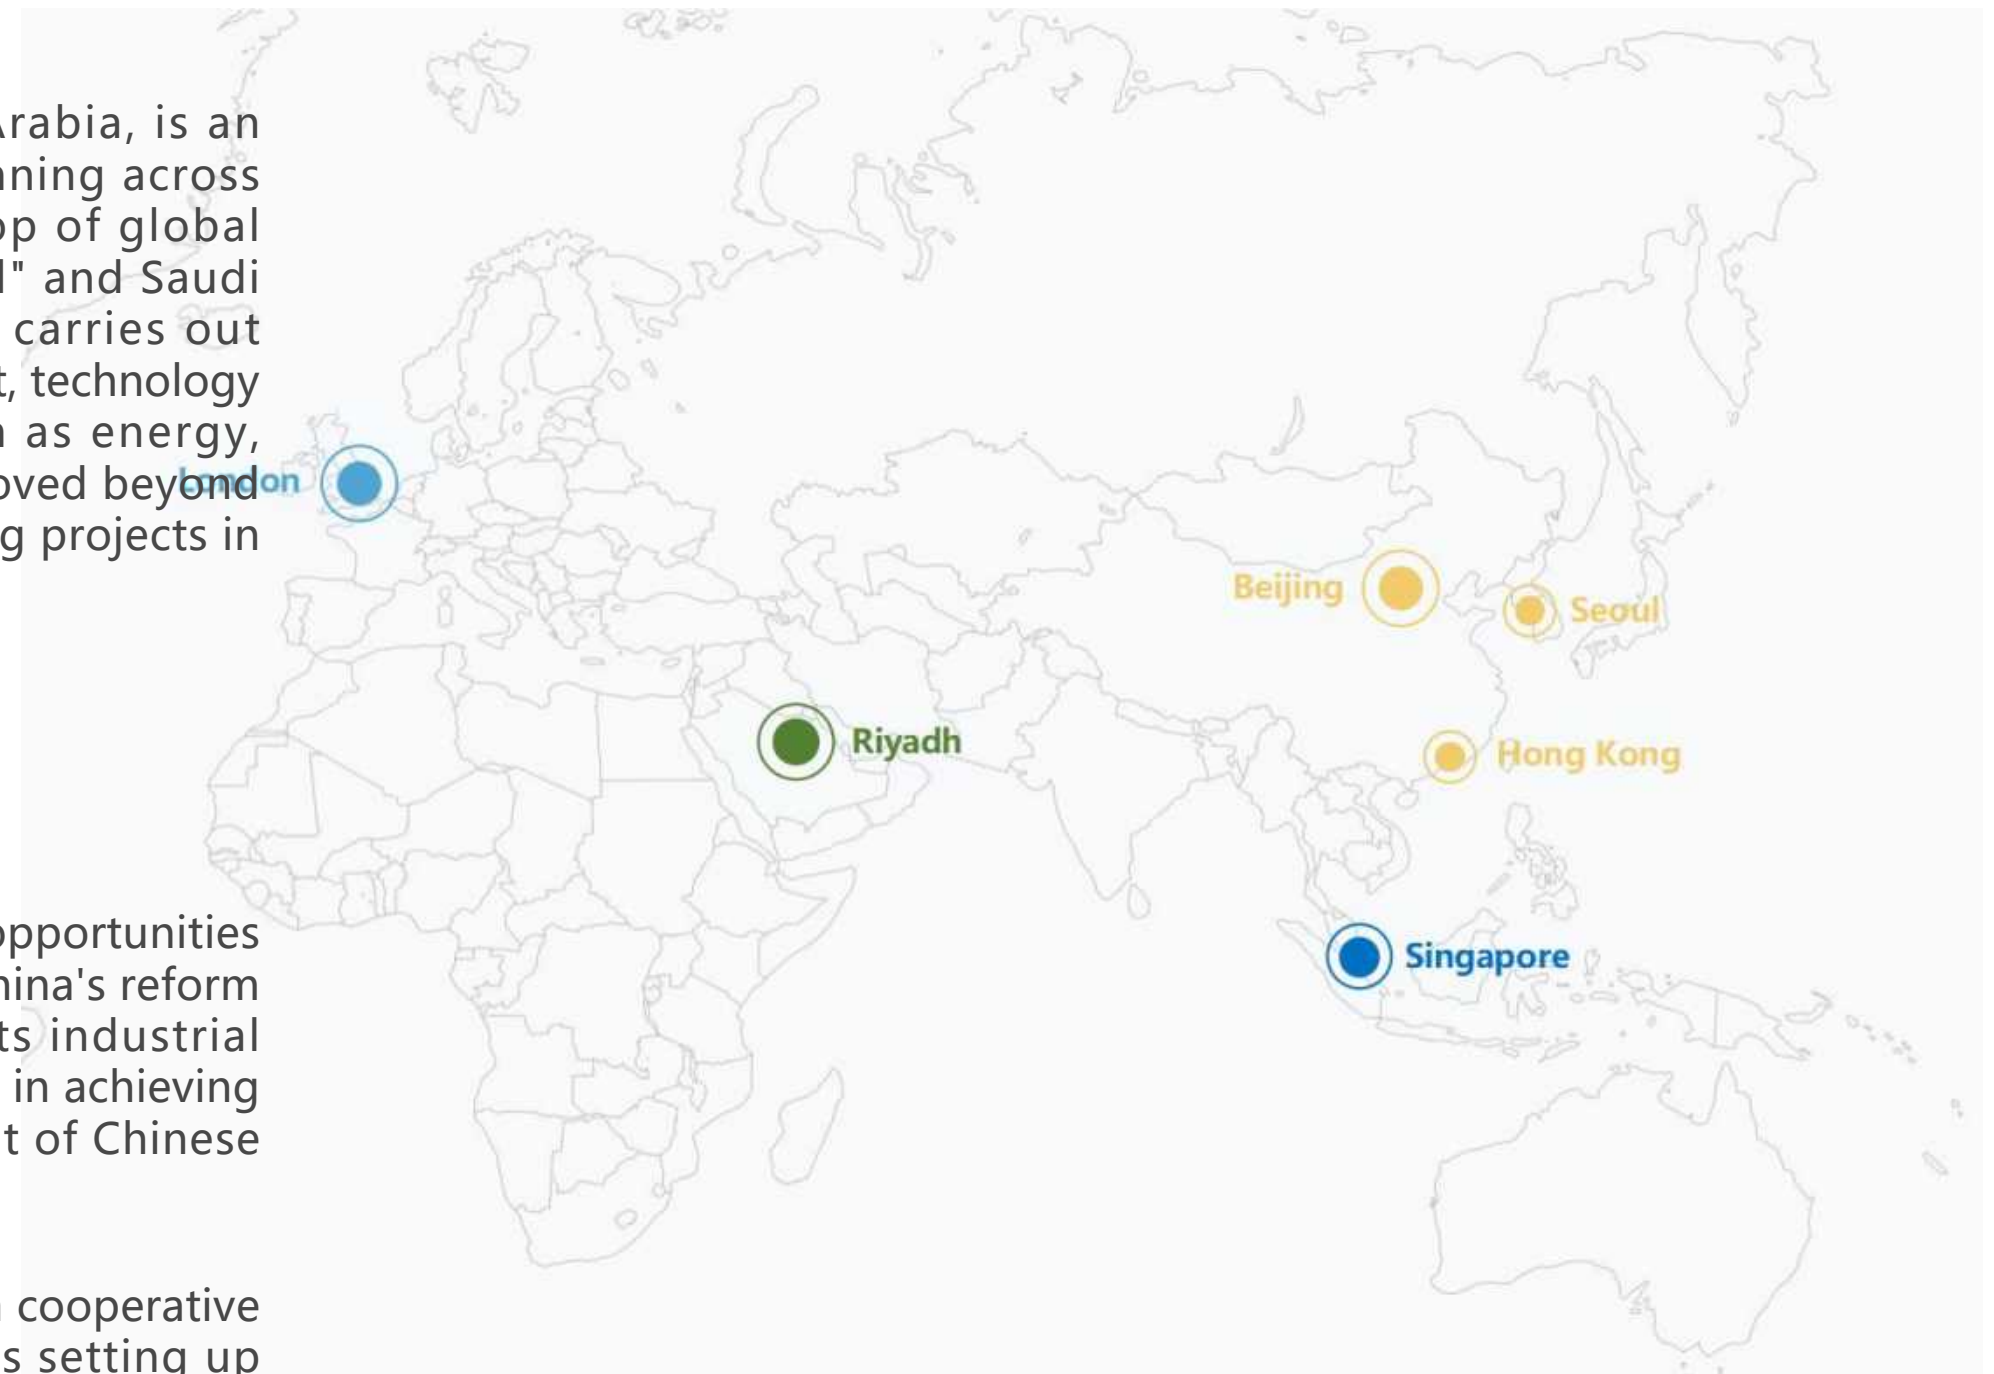 Arabia, is an
nning across
op of global
l" and Saudi
carries out
t, technology
as energy,
oved beyond
g projects in
London
Beijing
Seoul
Riyadh
Hong Kong
opportunities
hina's reform
ts industrial
in achieving
t of Chinese
Singapore
cooperative
s setting up